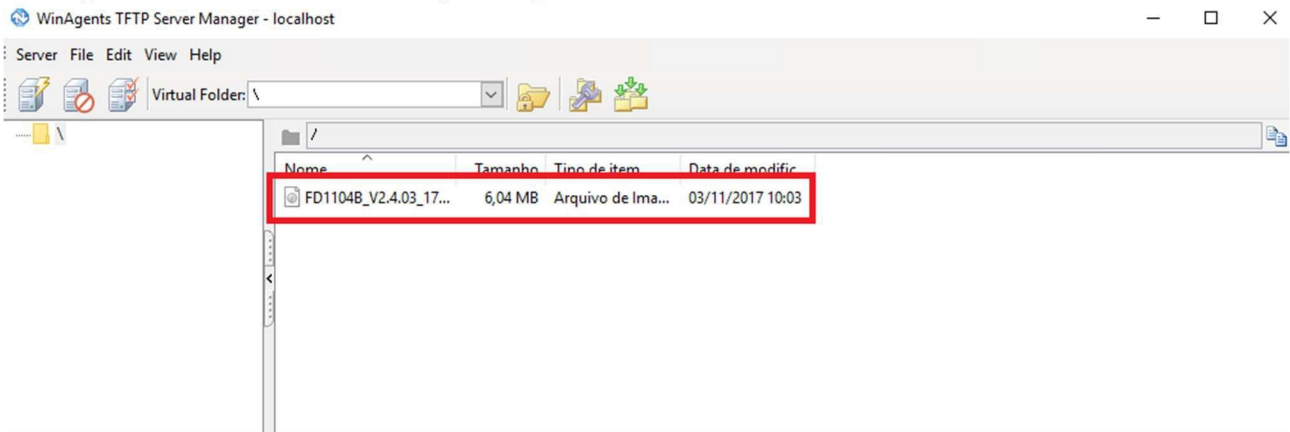 WinAgents TFTP Server Manager - localhost
Server File Edit View Help
Virtual Folder: \
\
/
Nome Tamanho Tipo de item Data de modific...
FD1104B_V2.4.03_17... 6,04 MB Arquivo de Ima... 03/11/2017 10:03